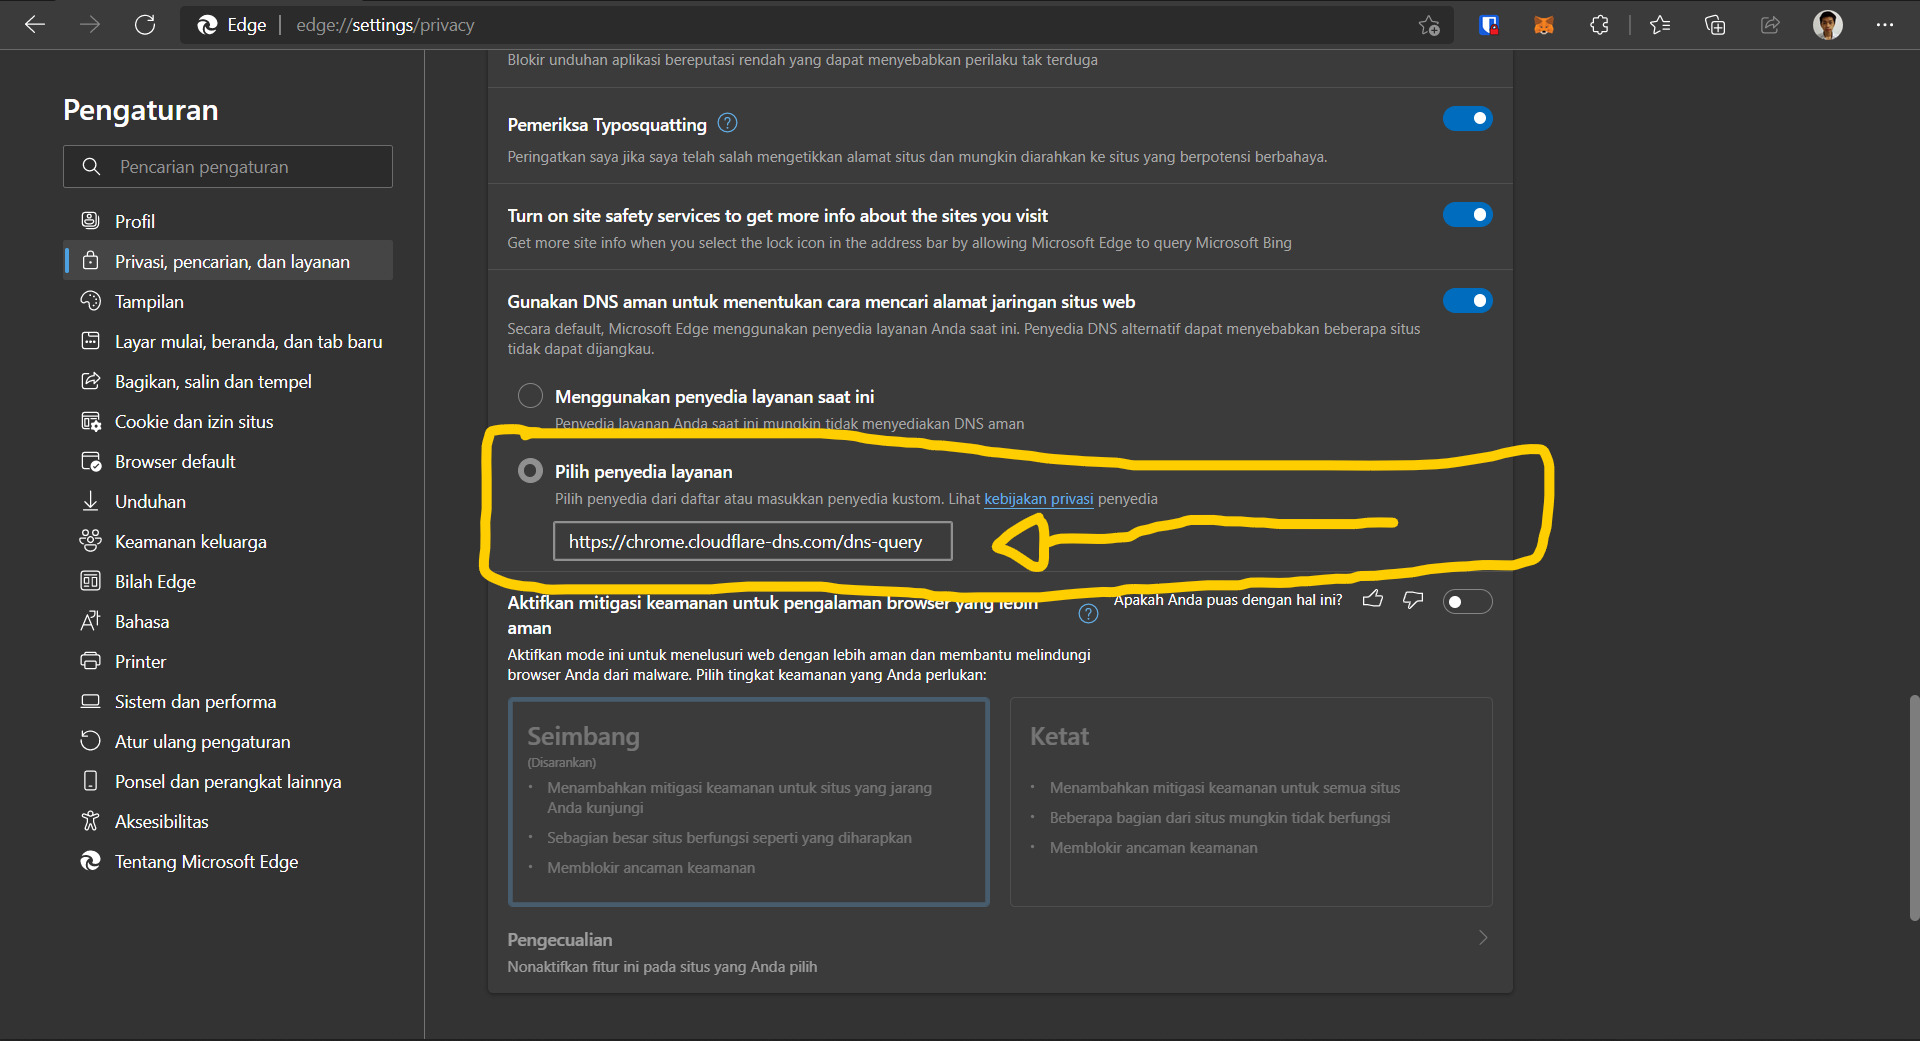 Edge
edge://settings/privacy
Pengaturan
Pencarian pengaturan
Profil
Privasi, pencarian, dan layanan
Tampilan
Layar mulai, beranda, dan tab baru
Bagikan, salin dan tempel
Cookie dan izin situs
Browser default
Unduhan
Keamanan keluarga
Bilah Edge
Bahasa
Printer
Sistem dan performa
Atur ulang pengaturan
Ponsel dan perangkat lainnya
Aksesibilitas
Tentang Microsoft Edge
Blokir unduhan aplikasi bereputasi rendah yang dapat menyebabkan perilaku tak terduga
Pemeriksa Typosquatting
Peringatkan saya jika saya telah salah mengetikkan alamat situs dan mungkin diarahkan ke situs yang berpotensi berbahaya.
Turn on site safety services to get more info about the sites you visit
Get more site info when you select the lock icon in the address bar by allowing Microsoft Edge to query Microsoft Bing
Gunakan DNS aman untuk menentukan cara mencari alamat jaringan situs web
Secara default, Microsoft Edge menggunakan penyedia layanan Anda saat ini. Penyedia DNS alternatif dapat menyebabkan beberapa situs
tidak dapat dijangkau.
Menggunakan penyedia layanan saat ini
Penyedia layanan Anda saat ini mungkin tidak menyediakan DNS aman
Pilih penyedia layanan
Pilih penyedia dari daftar atau masukkan penyedia kustom. Lihat kebijakan privasi penyedia
https://chrome.cloudflare-dns.com/dns-query
Aktifkan mitigasi keamanan untuk pengalaman browser yang lebih
aman
Apakah Anda puas dengan hal ini?
Aktifkan mode ini untuk menelusuri web dengan lebih aman dan membantu melindungi
browser Anda dari malware. Pilih tingkat keamanan yang Anda perlukan:
Seimbang
(Disarankan)
Menambahkan mitigasi keamanan untuk situs yang jarang
Anda kunjungi
Sebagian besar situs berfungsi seperti yang diharapkan
Memblokir ancaman keamanan
Ketat
Menambahkan mitigasi keamanan untuk semua situs
Beberapa bagian dari situs mungkin tidak berfungsi
Memblokir ancaman keamanan
Pengecualian
Nonaktifkan fitur ini pada situs yang Anda pilih